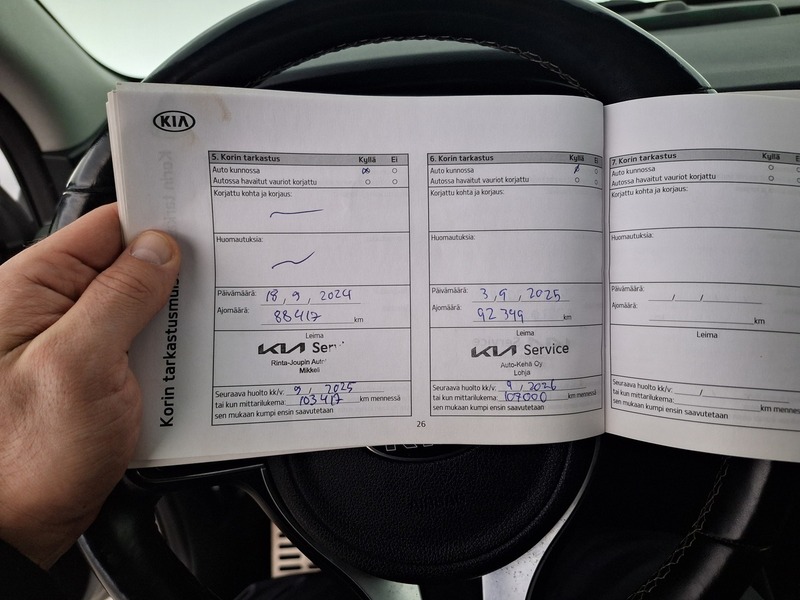 KIA
Korin tarkastusmuis
5. Korin tarkastus Kyllä Ei
Auto kunnossa
Autossa havaitut vauriot korjattu
Korjattu kohta ja korjaus:
Huomautuksia:
Päivämäärä: 18, 9, 2024
Ajomäärä: 88417 km
Leima
KIA Serv
Rinta-Joupin Aut
Mikkeli
Seuraava huolto kk/v: 9, 2025
tai kun mittarilukema: 103417 km mennessä
sen mukaan kumpi ensin saavutetaan
6. Korin tarkastus Kyllä Ei
Auto kunnossa
Autossa havaitut vauriot korjattu
Korjattu kohta ja korjaus:
Huomautuksia:
Päivämäärä: 3, 9, 2025
Ajomäärä: 92349 km
Leima
KIA Service
Auto-Kehä Oy
Lohja
Seuraava huolto kk/v: 9, 2026
tai kun mittarilukema: 107000 km mennessä
sen mukaan kumpi ensin saavutetaan
26
7. Korin tarkastus Kyllä Ei
Auto kunnossa
Autossa havaitut vauriot korjattu
Korjattu kohta ja korjaus:
Huomautuksia:
Päivämäärä: / /
Ajomäärä: km
Leima
Seuraava huolto kk/v: /
tai kun mittarilukema: km mennessä
sen mukaan kumpi ensin saavutetaan